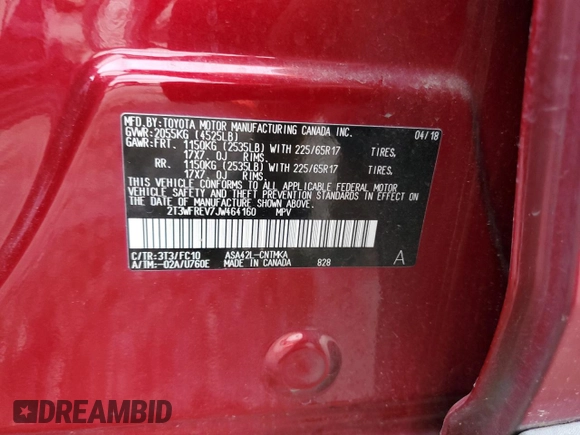 MFD.BY:TOYOTA MOTOR MANUFACTURING CANADA INC. 04/18
GVWR:2055KG (4525LB)
GAWR:FRT. 1150KG (2535LB) WITH 225/65R17 TIRES,
17X7.0J RIMS,
RR. 1150KG (2535LB) WITH 225/65R17 TIRES,
17X7.0J RIMS,
THIS VEHICLE CONFORMS TO ALL APPLICABLE FEDERAL MOTOR
VEHICLE SAFETY AND THEFT PREVENTION STANDARDS IN EFFECT ON
THE DATE OF MANUFACTURE SHOWN ABOVE.
2T3WFREV7JW464160 MPV
C/TR:3T3/FC10 ASA42L-CNTMKA
A/TM:-02A/U760E MADE IN CANADA 828 A
DREAMBID